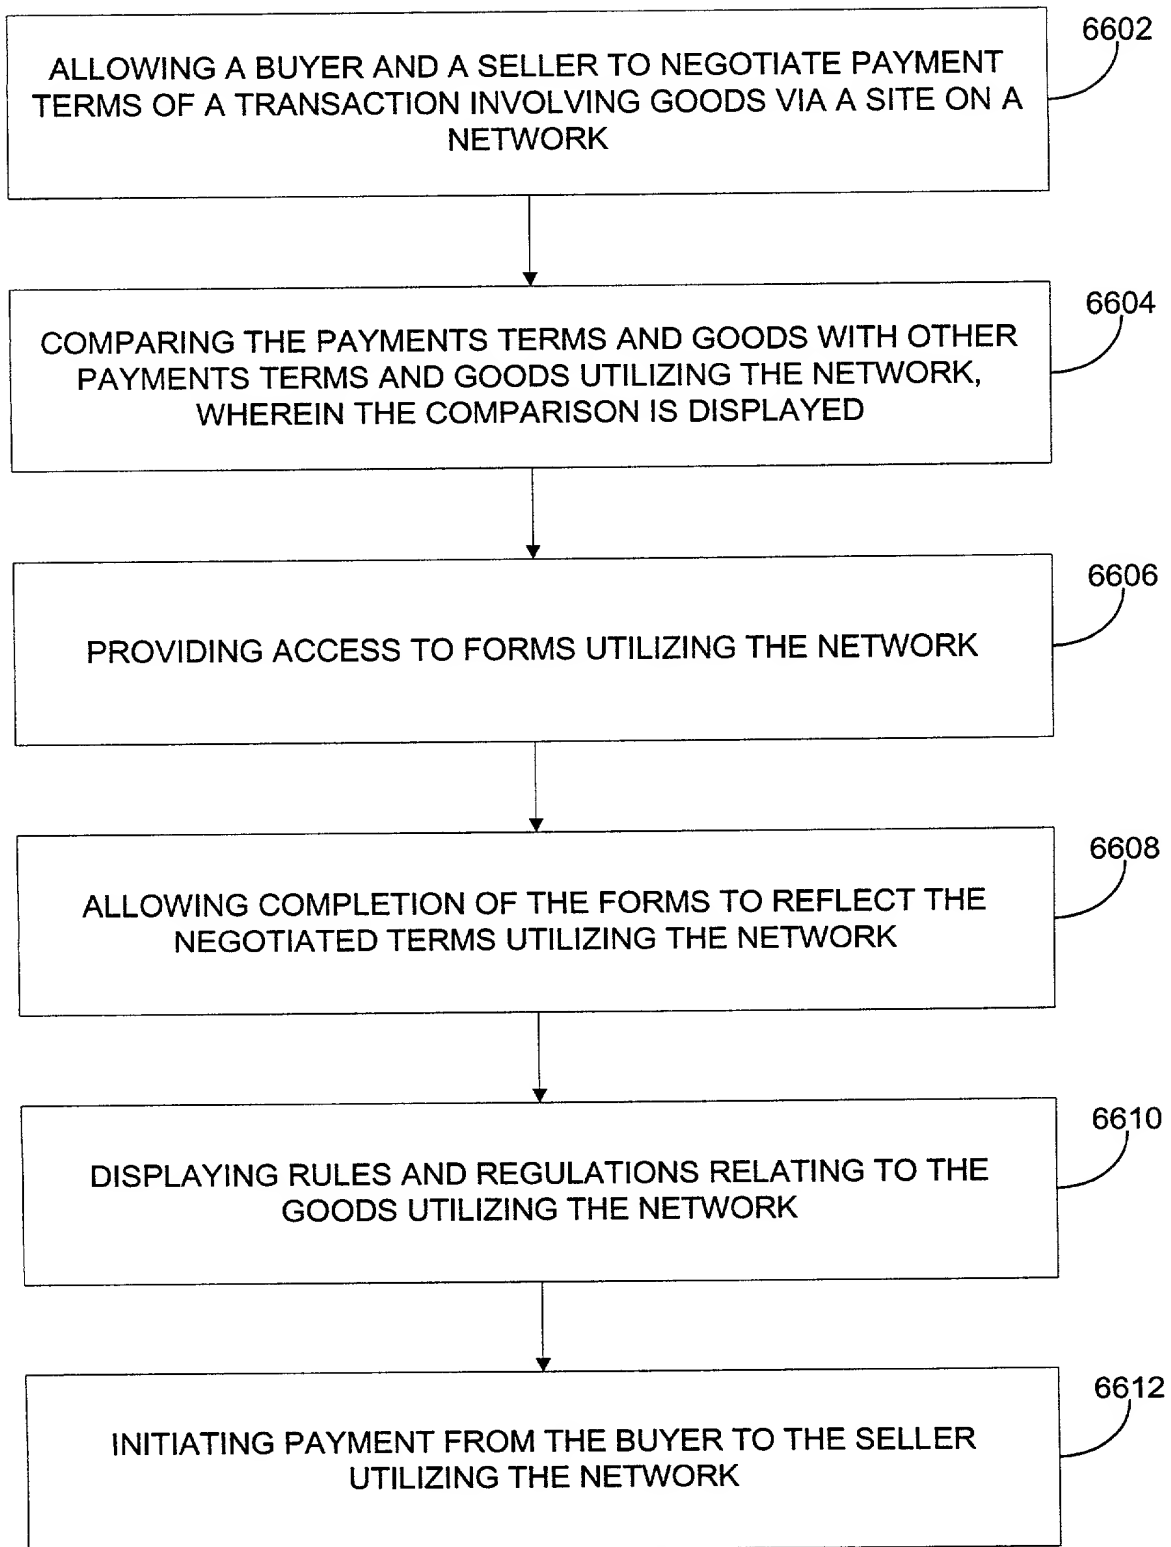 6602
ALLOWING A BUYER AND A SELLER TO NEGOTIATE PAYMENT
TERMS OF A TRANSACTION INVOLVING GOODS VIA A SITE ON A
NETWORK
6604
COMPARING THE PAYMENTS TERMS AND GOODS WITH OTHER
PAYMENTS TERMS AND GOODS UTILIZING THE NETWORK,
WHEREIN THE COMPARISON IS DISPLAYED
6606
PROVIDING ACCESS TO FORMS UTILIZING THE NETWORK
6608
ALLOWING COMPLETION OF THE FORMS TO REFLECT THE
NEGOTIATED TERMS UTILIZING THE NETWORK
6610
DISPLAYING RULES AND REGULATIONS RELATING TO THE
GOODS UTILIZING THE NETWORK
6612
INITIATING PAYMENT FROM THE BUYER TO THE SELLER
UTILIZING THE NETWORK